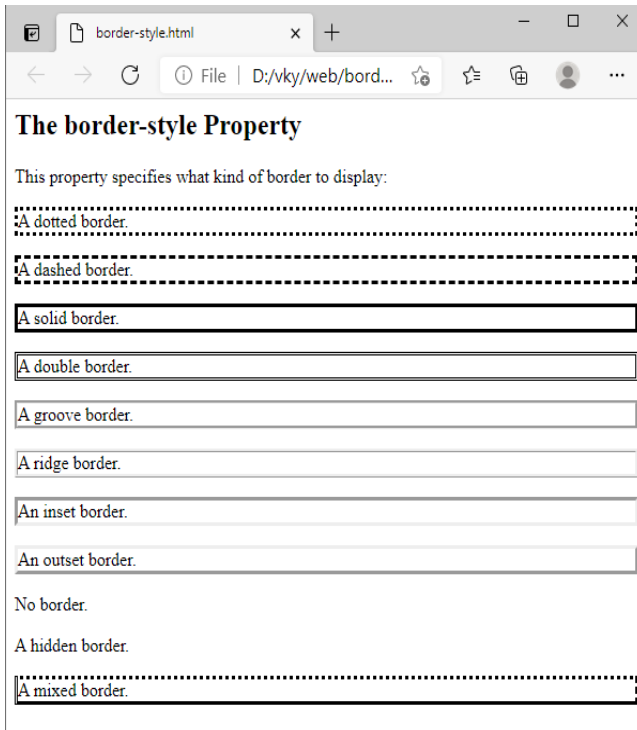 border-style.html
File D:/vky/web/bord...
The border-style Property
This property specifies what kind of border to display:
A dotted border.
A dashed border.
A solid border.
A double border.
A groove border.
A ridge border.
An inset border.
An outset border.
No border.
A hidden border.
A mixed border.